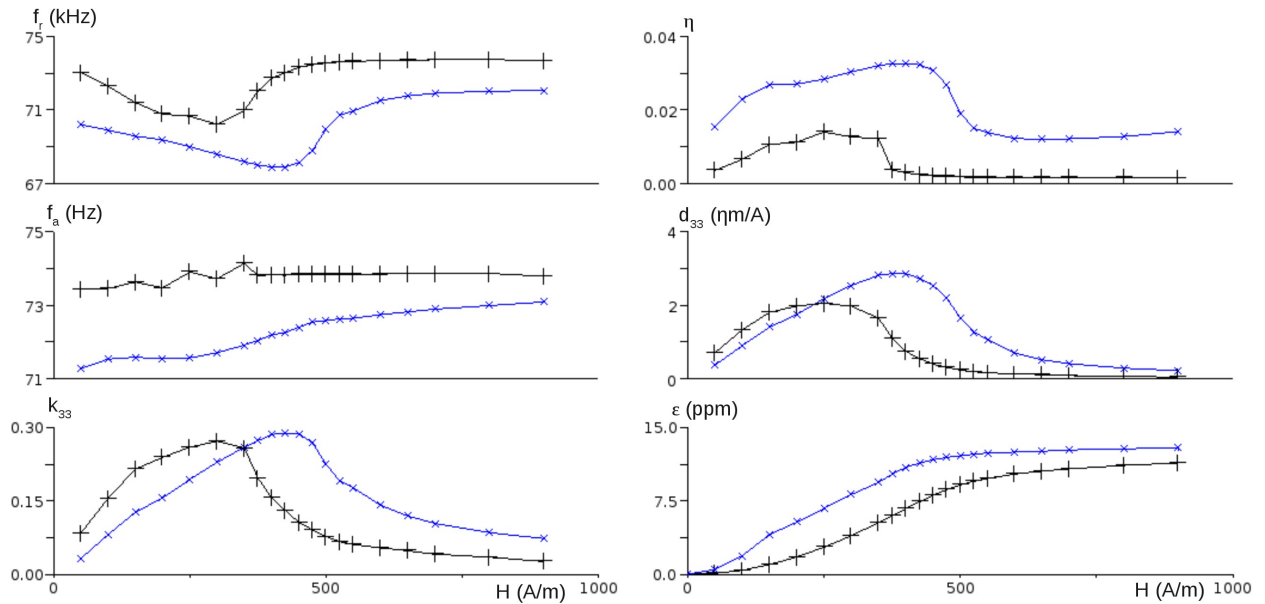 f_r (kHz)
75
71
67
η
0.04
0.02
0.00
f_a (Hz)
75
73
71
d_33 (ηm/A)
4
2
0
k_33
0.30
0.15
0.00
0
500
H (A/m)
1000
ε (ppm)
15.0
7.5
0.0
500
H (A/m)
1000